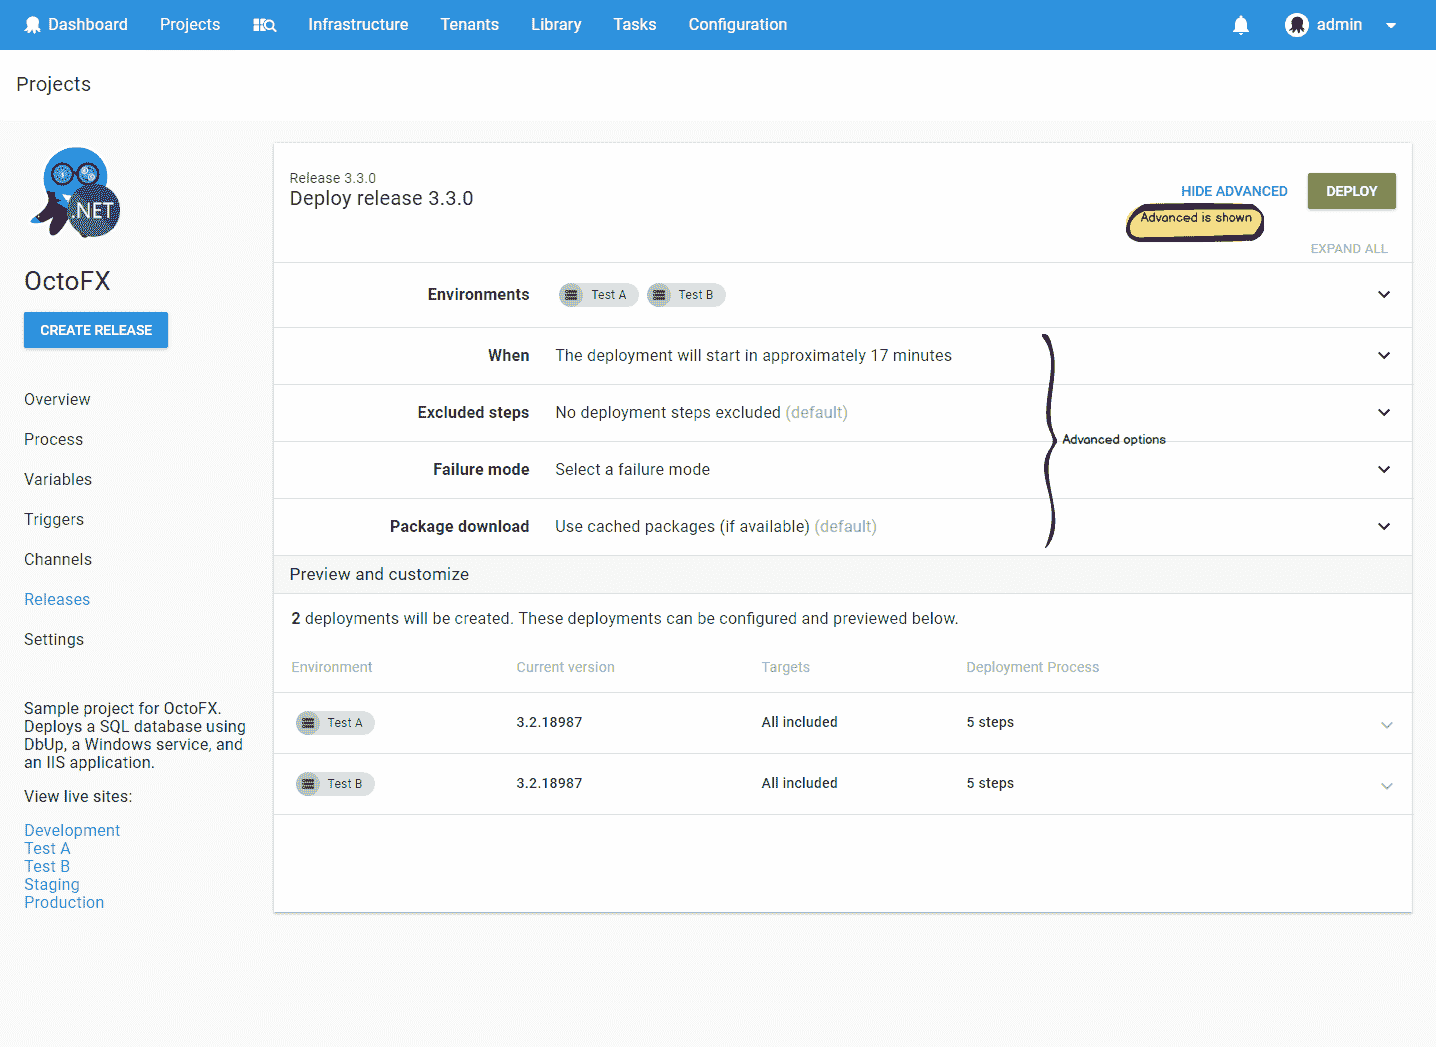 Dashboard Projects Infrastructure Tenants Library Tasks Configuration admin
Projects
.NET
OctoFX
CREATE RELEASE
Overview
Process
Variables
Triggers
Channels
Releases
Settings
Sample project for OctoFX.
Deploys a SQL database using
DbUp, a Windows service, and
an IIS application.
View live sites:
Development
Test A
Test B
Staging
Production
Release 3.3.0
Deploy release 3.3.0
HIDE ADVANCED DEPLOY
Advanced is shown
EXPAND ALL
Environments Test A Test B
When The deployment will start in approximately 17 minutes
Excluded steps No deployment steps excluded (default)
Advanced options
Failure mode Select a failure mode
Package download Use cached packages (if available) (default)
Preview and customize
2 deployments will be created. These deployments can be configured and previewed below.
Environment Current version Targets Deployment Process
Test A 3.2.18987 All included 5 steps
Test B 3.2.18987 All included 5 steps